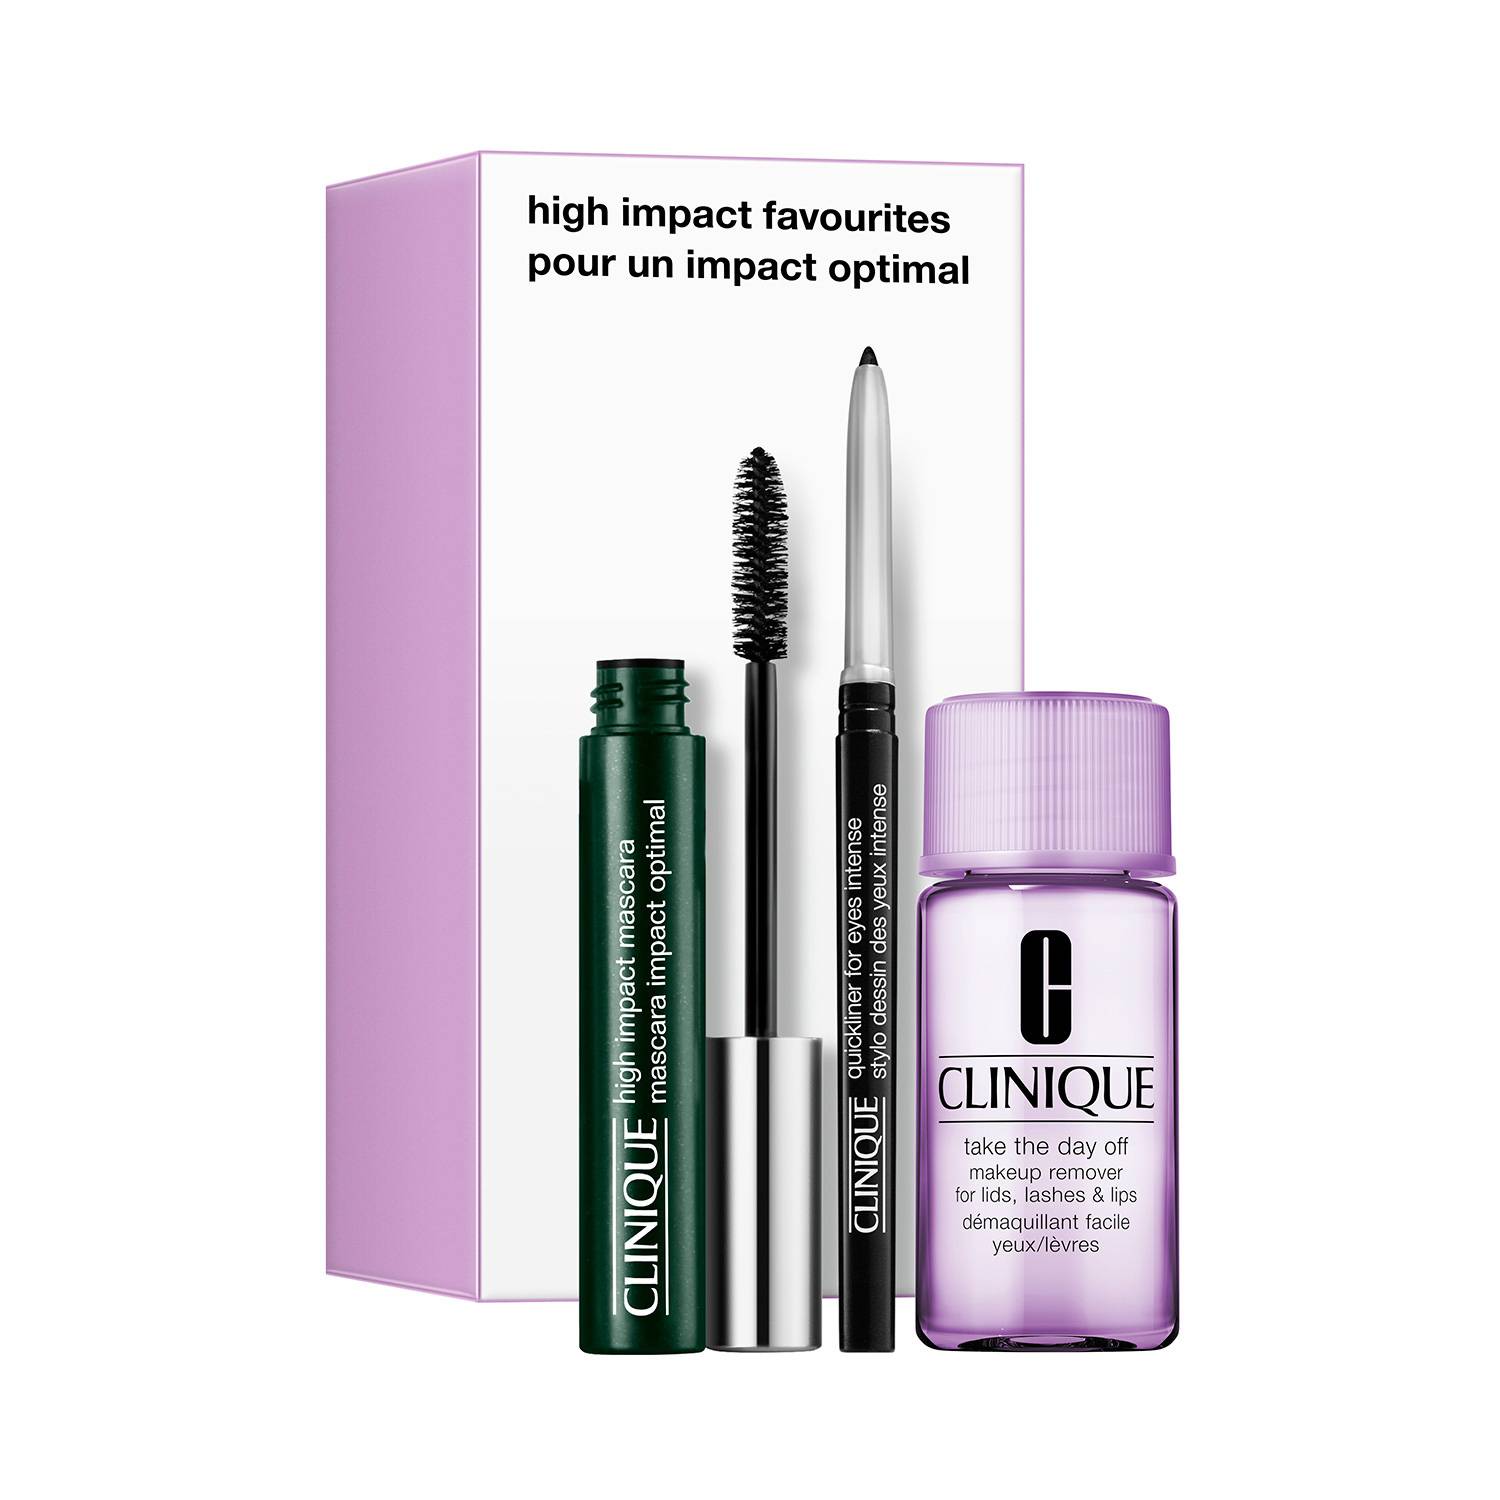 high impact favourites
pour un impact optimal
CLINIQUE
high impact mascara
mascara impact optimal
CLINIQUE
quickliner for eyes intense
stylo dessin des yeux intense
C
CLINIQUE
take the day off
makeup remover
for lids, lashes & lips
démaquillant facile
yeux/lèvres